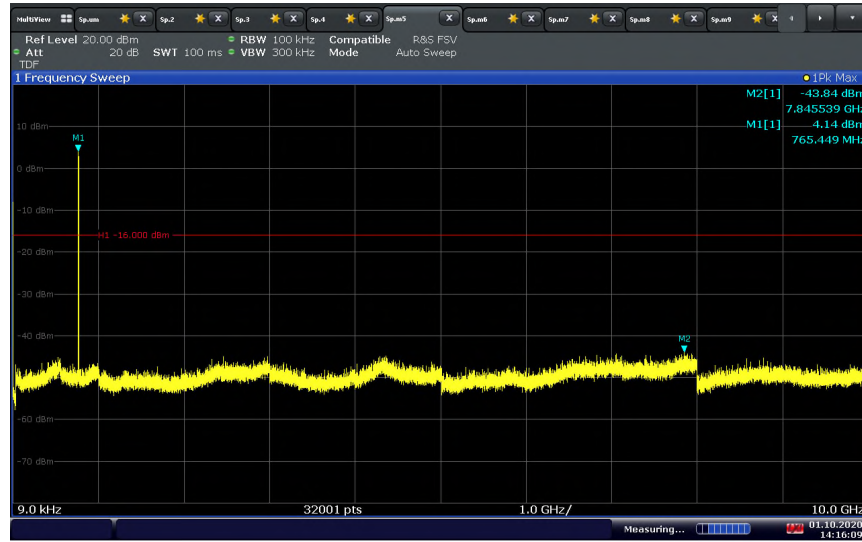 MultiView Sp.um X Sp.2 X Sp.3 X Sp.4 X Sp.m5 X Sp.m6 X Sp.m7 X Sp.m8 X Sp.m9 X
Ref Level 20.00 dBm RBW 100 kHz Compatible R&S FSV
Att 20 dB SWT 100 ms VBW 300 kHz Mode Auto Sweep
TDF
1 Frequency Sweep 1Pk Max
M2[1] -43.84 dBm
7.845539 GHz
10 dBm M1[1] 4.14 dBm
M1 765.449 MHz
0 dBm
-10 dBm
H1 -16.000 dBm
-20 dBm
-30 dBm
-40 dBm
M2
-60 dBm
-70 dBm
9.0 kHz 32001 pts 1.0 GHz/ 10.0 GHz
Measuring... 01.10.2020
14:16:09